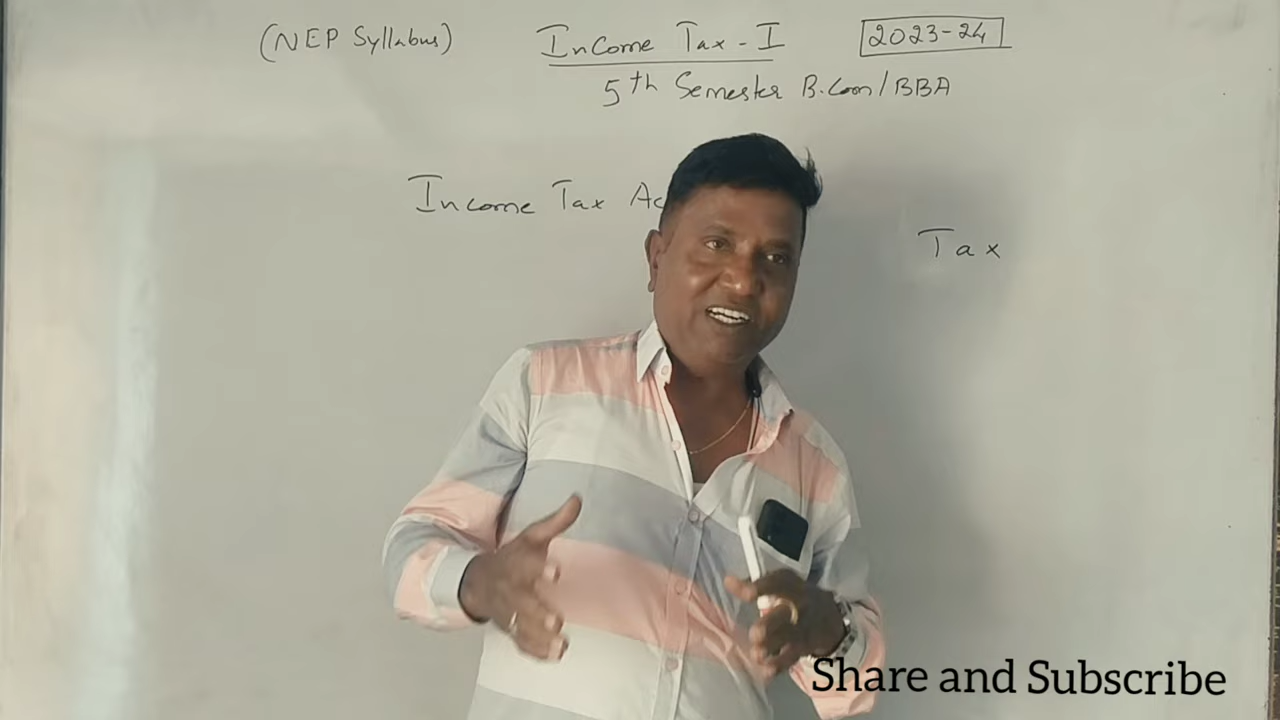 (NEP Syllabus) Income Tax - I 2023-24
5th Semester B.Com/BBA
Income Tax
Tax
Share and Subscribe